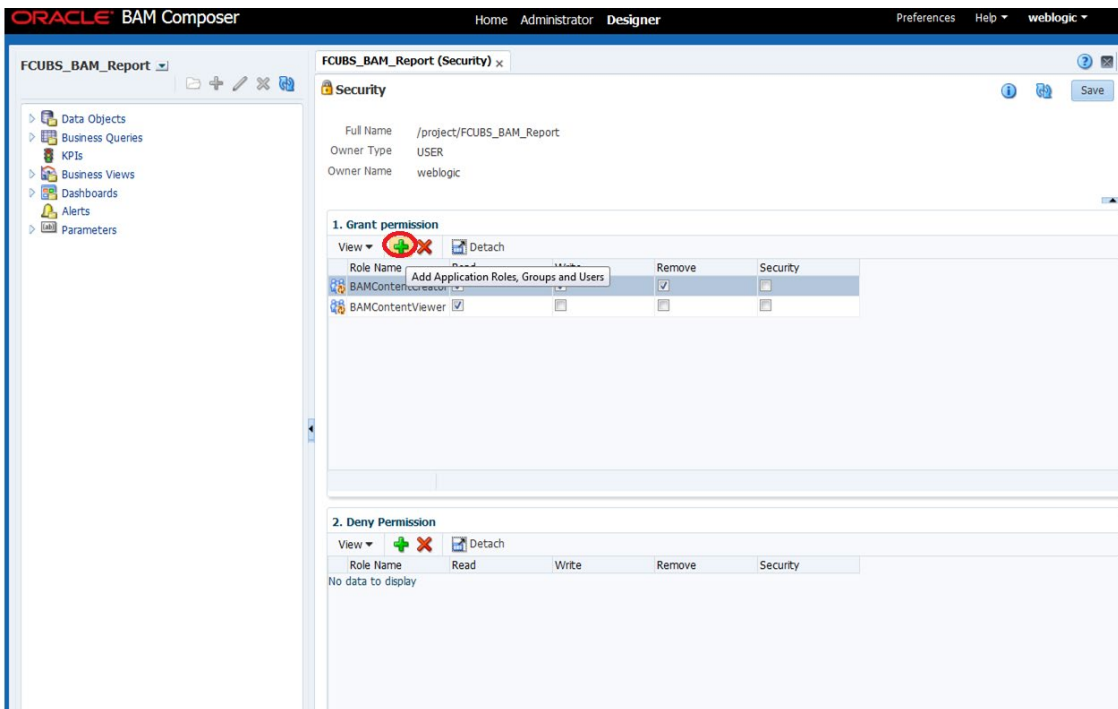 ORACLE BAM Composer Home Administrator Designer Preferences Help weblogic
FCUBS_BAM_Report
Data Objects
Business Queries
KPIs
Business Views
Dashboards
Alerts
Parameters
FCUBS_BAM_Report (Security)
Security Save
Full Name /project/FCUBS_BAM_Report
Owner Type USER
Owner Name weblogic
1. Grant permission
View Detach
Role Name Read Write Remove Security
Add Application Roles, Groups and Users
BAMContentCreator
BAMContentViewer
2. Deny Permission
View Detach
Role Name Read Write Remove Security
No data to display